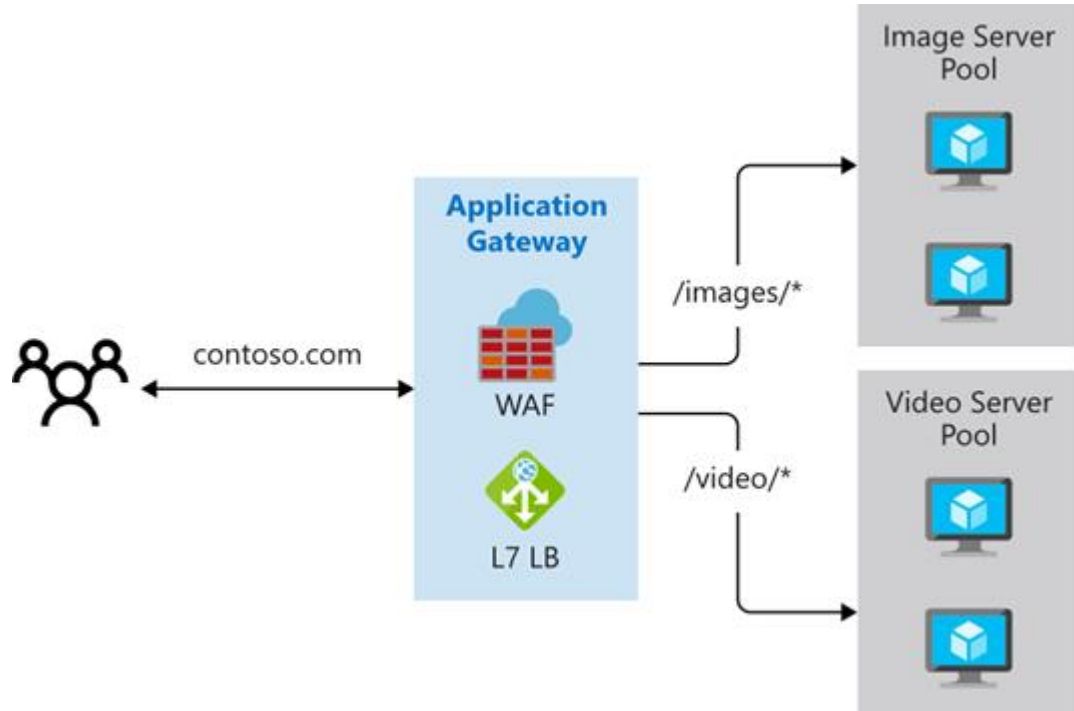 contoso.com
Application
Gateway
WAF
L7 LB
/images/*
/video/*
Image Server
Pool
Video Server
Pool